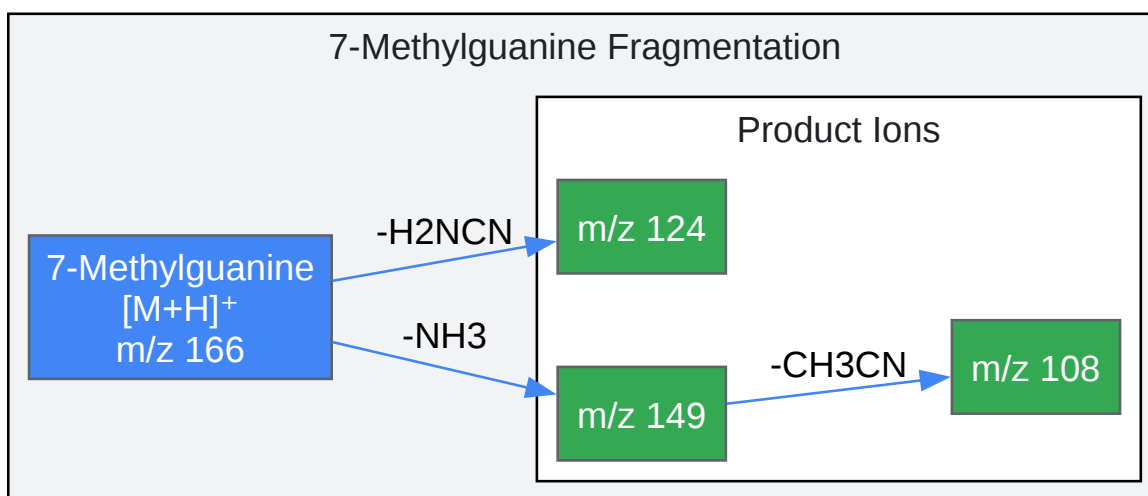 7-Methylguanine Fragmentation
Product Ions
-H2NCN
m/z 124
7-Methylguanine
[M+H]⁺
m/z 166
-NH3
m/z 149
-CH3CN
m/z 108